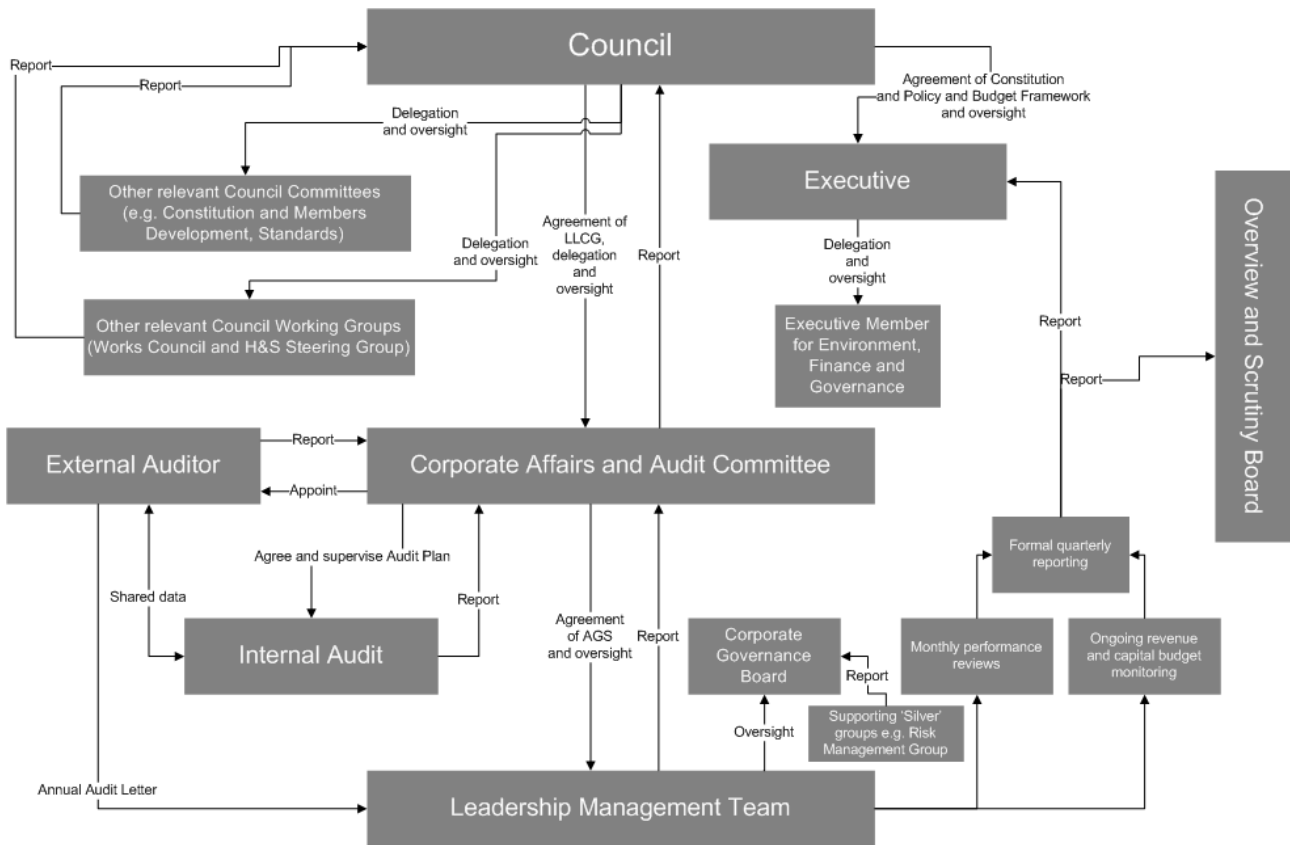 Council
Report
Report
Agreement of Constitution
and Policy and Budget Framework
and oversight
Delegation
and oversight
Executive
Other relevant Council Committees
(e.g. Constitution and Members
Development, Standards)
Overview and Scrutiny Board
Agreement of
LLCG,
delegation
and
oversight
Report
Delegation
and oversight
Delegation
and
oversight
Other relevant Council Working Groups
(Works Council and H&S Steering Group)
Executive Member
for Environment,
Finance and
Governance
Report
Report
External Auditor
Report
Appoint
Corporate Affairs and Audit Committee
Agree and supervise Audit Plan
Formal quarterly
reporting
Shared data
Report
Internal Audit
Agreement
of AGS
and oversight
Report
Corporate
Governance
Board
Monthly performance
reviews
Ongoing revenue
and capital budget
monitoring
Report
Supporting 'Silver'
groups e.g. Risk
Management Group
Oversight
Annual Audit Letter
Leadership Management Team